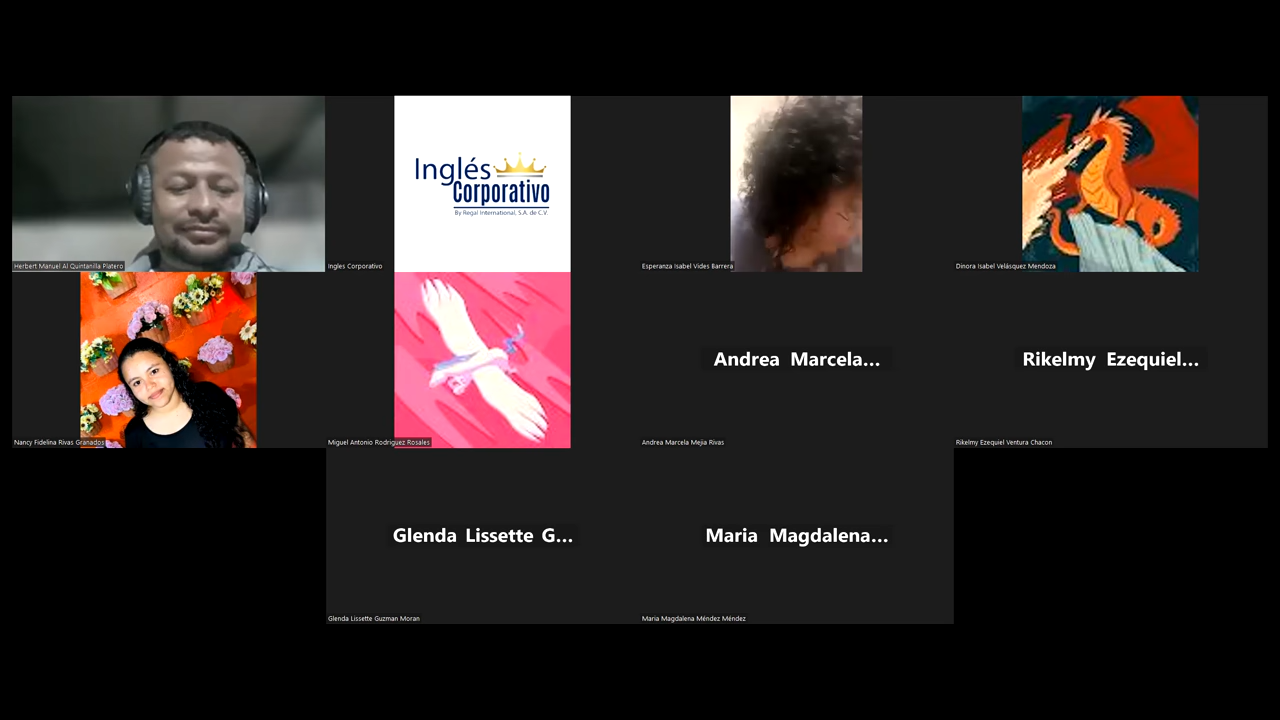 Inglés
Corporativo
By Regal International, S.A. de C.V.
Herbert Manuel Al Quintanilla Platero
Ingles Corporativo
Esperanza Isabel Vides Barrera
Dinora Isabel Velásquez Mendoza
Andrea Marcela...
Rikelmy Ezequiel...
Nancy Fidelina Rivas Granados
Miguel Antonio Rodriguez Rosales
Andrea Marcela Mejia Rivas
Rikelmy Ezequiel Ventura Chacon
Glenda Lissette G...
Maria Magdalena...
Glenda Lissette Guzman Moran
Maria Magdalena Méndez Méndez